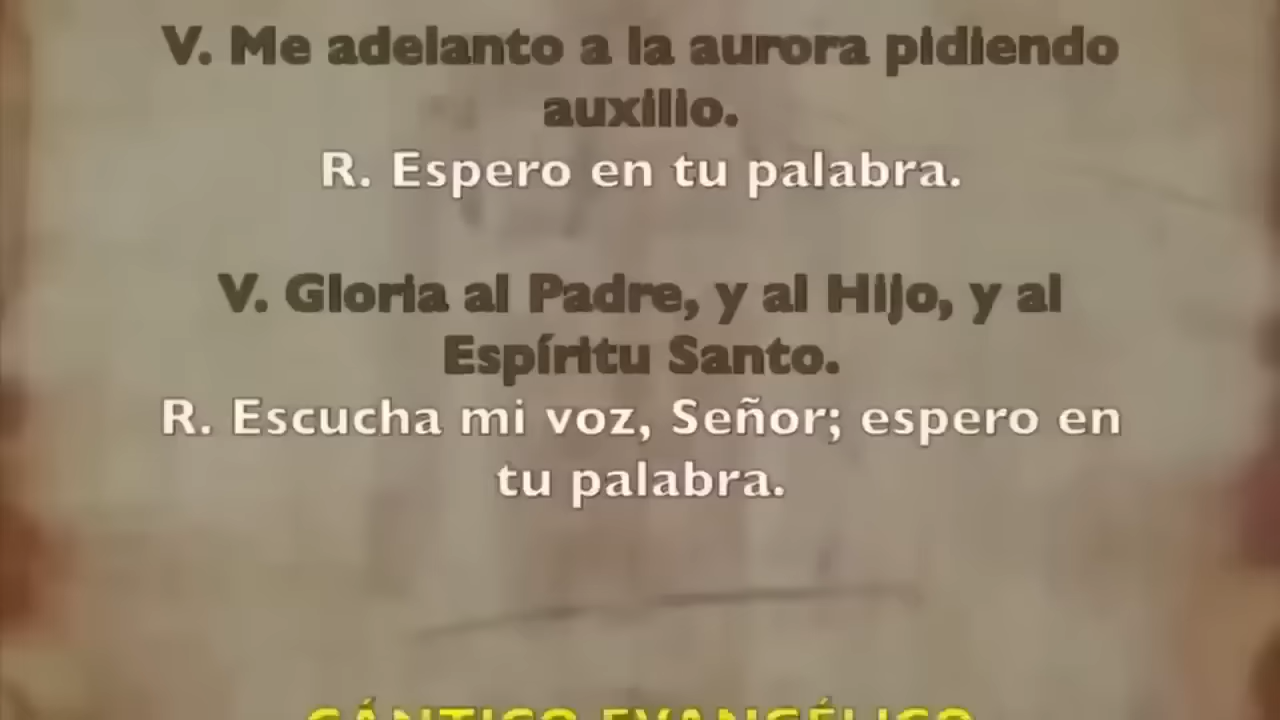 V. Me adelanto a la aurora pidiendo
auxilio.
R. Espero en tu palabra.
V. Gloria al Padre, y al Hijo, y al
Espíritu Santo.
R. Escucha mi voz, Señor; espero en
tu palabra.
CÁNTICO EVANGÉLICO